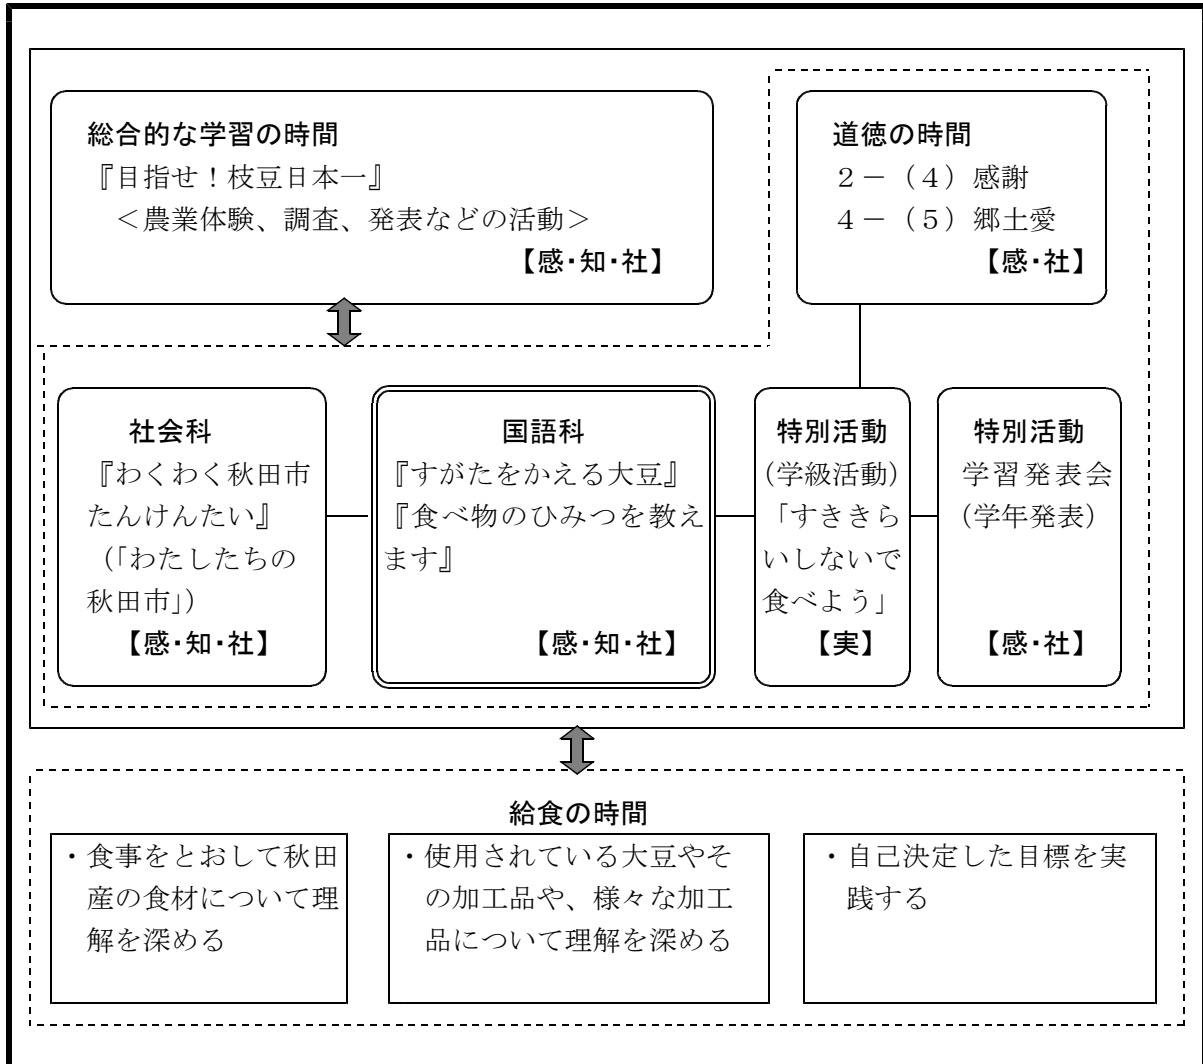 総合的な学習の時間
『目指せ！枝豆日本一』
＜農業体験、調査、発表などの活動＞
【感・知・社】
道徳の時間
２－（４）感謝
４－（５）郷土愛
【感・社】
社会科
『わくわく秋田市
たんけんたい』
（「わたしたちの
秋田市」）
【感・知・社】
国語科
『すがたをかえる大豆』
『食べ物のひみつを教え
ます』
【感・知・社】
特別活動
（学級活動）
「すききら
いしないで
食べよう」
【実】
特別活動
学習発表会
（学年発表）
【感・社】
給食の時間
・食事をとおして秋田
産の食材について理
解を深める
・使用されている大豆やそ
の加工品や、様々な加工
品について理解を深める
・自己決定した目標を実
践する